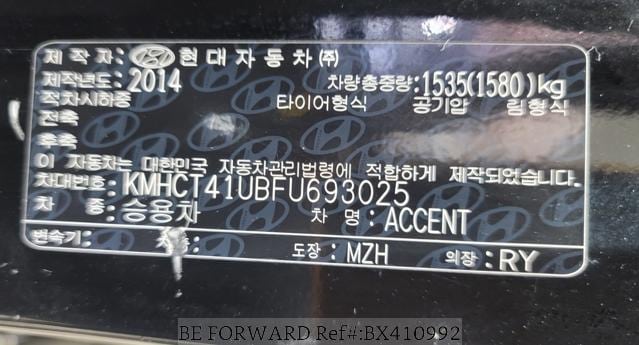 제 작 자: 현대자동차(주)
제작년도: 2014 차량총중량:1535(1580)kg
적차시하중 타이어형식 공기압 림형식
전축
후축
이 자동차는 대한민국 자동차관리법령에 적합하게 제작되었습니다.
차대번호: KMHCT41UBFU693025
차 종: 승용차 차 명: ACCENT
변속기: 도장: MZH 의장: RY
BE FORWARD Ref#:BX410992